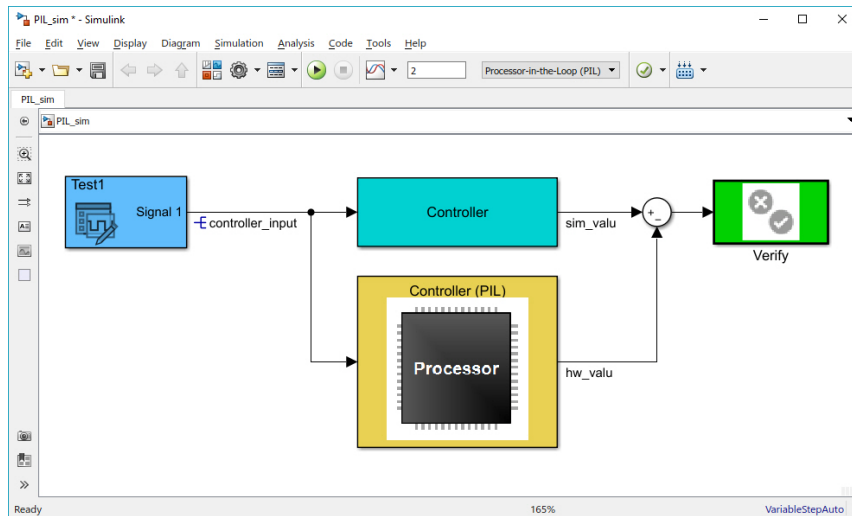 PIL_sim * - Simulink
File Edit View Display Diagram Simulation Analysis Code Tools Help
2 Processor-in-the-Loop (PIL)
PIL_sim
PIL_sim
Test1
Signal 1
controller_input
Controller
sim_valu
Verify
Controller (PIL)
Processor
hw_valu
Ready 165% VariableStepAuto